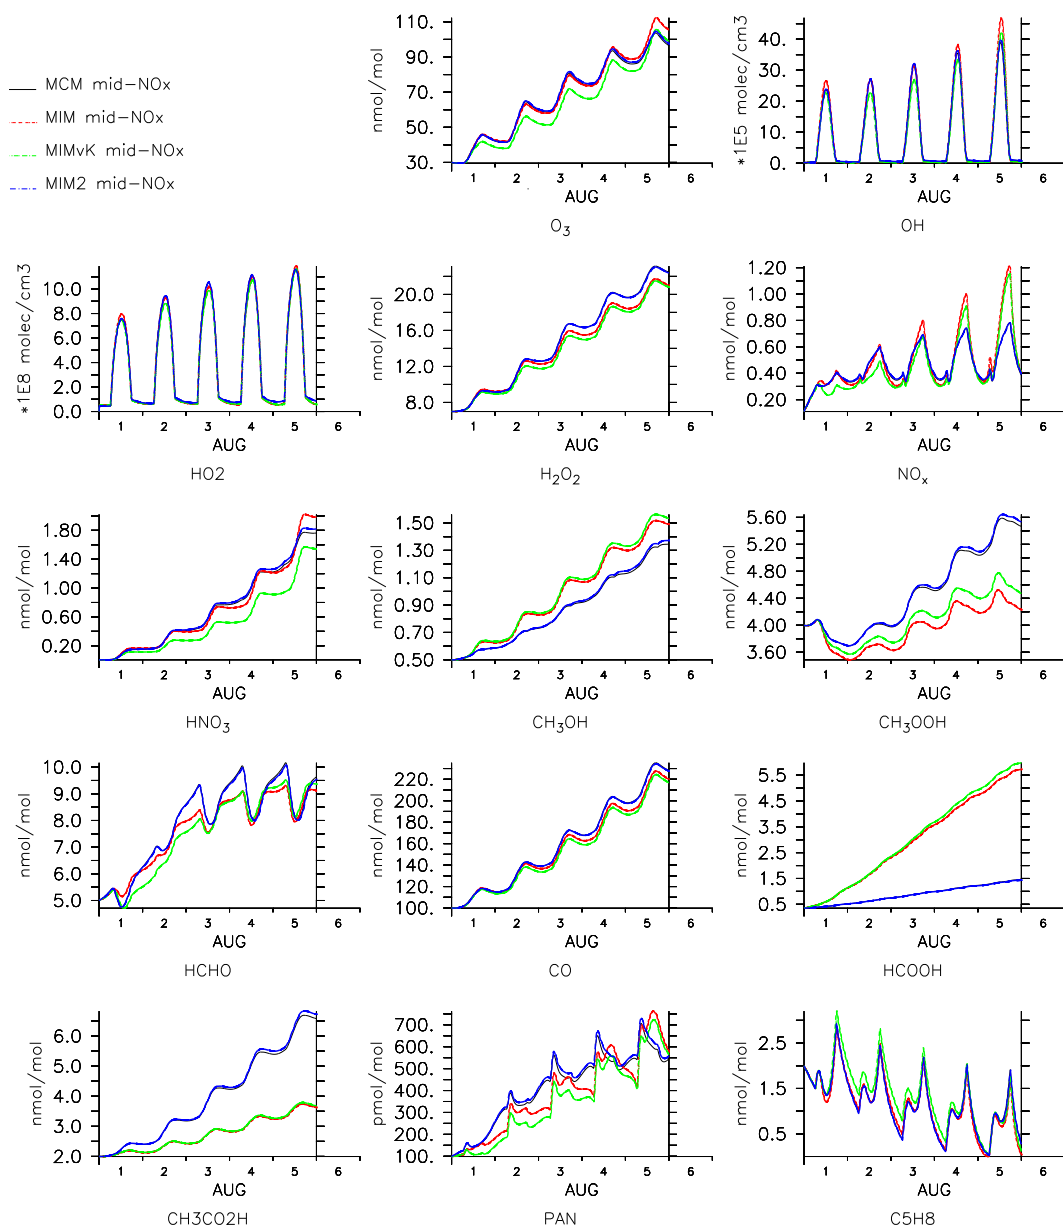 MCM mid-NOx
MIM mid-NOx
MIMvK mid-NOx
MIM2 mid-NOx
nmol/mol
110.
90.
70.
50.
30.
1 2 3 4 5 6
AUG
O3
*1E5 molec/cm3
40.
30.
20.
10.
0.
1 2 3 4 5 6
AUG
OH
*1E8 molec/cm3
10.0
8.0
6.0
4.0
2.0
0.0
1 2 3 4 5 6
AUG
HO2
nmol/mol
20.0
16.0
12.0
8.0
1 2 3 4 5 6
AUG
H2O2
nmol/mol
1.20
1.00
0.80
0.60
0.40
0.20
1 2 3 4 5 6
AUG
NOx
nmol/mol
1.80
1.40
1.00
0.60
0.20
1 2 3 4 5 6
AUG
HNO3
nmol/mol
1.50
1.30
1.10
0.90
0.70
0.50
1 2 3 4 5 6
AUG
CH3OH
nmol/mol
5.60
5.20
4.80
4.40
4.00
3.60
1 2 3 4 5 6
AUG
CH3OOH
nmol/mol
10.0
9.0
8.0
7.0
6.0
5.0
1 2 3 4 5 6
AUG
HCHO
nmol/mol
220.
200.
180.
160.
140.
120.
100.
1 2 3 4 5 6
AUG
CO
nmol/mol
5.5
4.5
3.5
2.5
1.5
0.5
1 2 3 4 5 6
AUG
HCOOH
nmol/mol
6.0
5.0
4.0
3.0
2.0
1 2 3 4 5 6
AUG
CH3CO2H
pmol/mol
700.
600.
500.
400.
300.
200.
100.
1 2 3 4 5 6
AUG
PAN
nmol/mol
2.5
1.5
0.5
1 2 3 4 5 6
AUG
C5H8